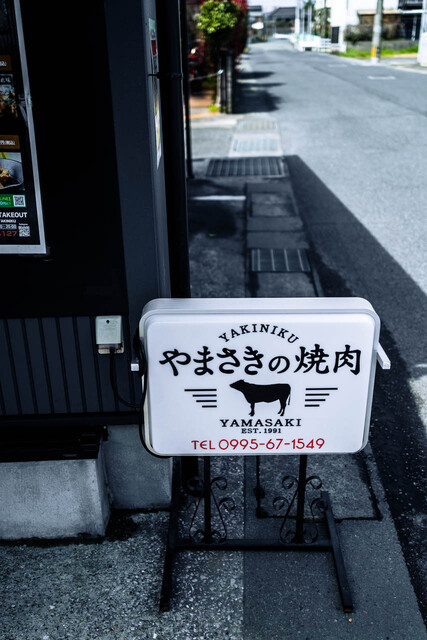 YAKINIKU
やまさきの焼肉
YAMASAKI
EST. 1991
TEL 0995-67-1549
TAKEOUT